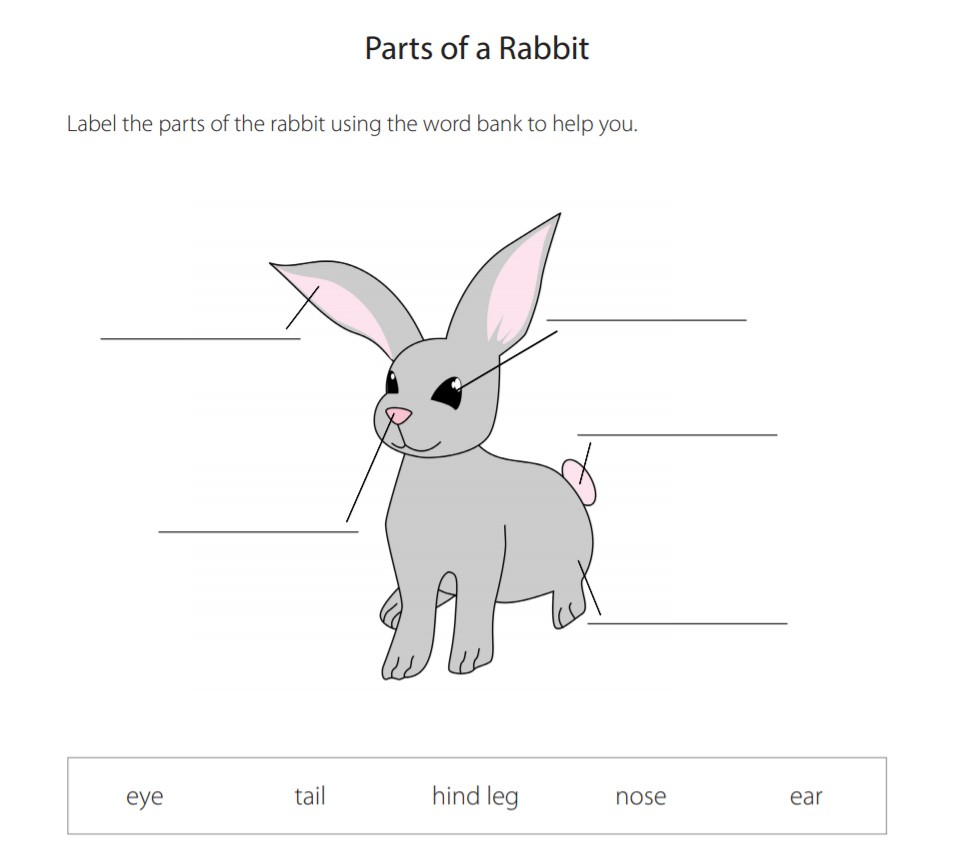 Parts of a Rabbit
Label the parts of the rabbit using the word bank to help you.
eye tail hind leg nose ear